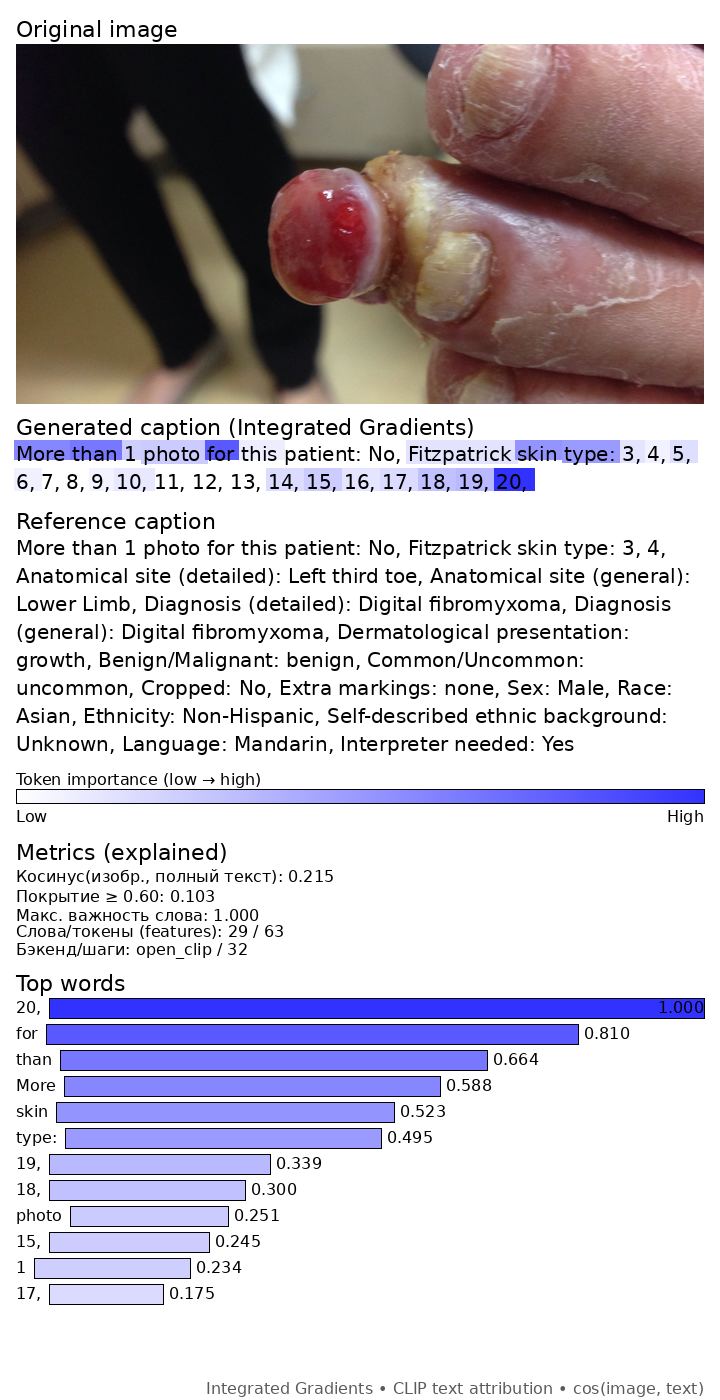 Original image
Generated caption (Integrated Gradients)
More than 1 photo for this patient: No, Fitzpatrick skin type: 3, 4, 5,
6, 7, 8, 9, 10, 11, 12, 13, 14, 15, 16, 17, 18, 19, 20,
Reference caption
More than 1 photo for this patient: No, Fitzpatrick skin type: 3, 4,
Anatomical site (detailed): Left third toe, Anatomical site (general):
Lower Limb, Diagnosis (detailed): Digital fibromyxoma, Diagnosis
(general): Digital fibromyxoma, Dermatological presentation:
growth, Benign/Malignant: benign, Common/Uncommon:
uncommon, Cropped: No, Extra markings: none, Sex: Male, Race:
Asian, Ethnicity: Non-Hispanic, Self-described ethnic background:
Unknown, Language: Mandarin, Interpreter needed: Yes
Token importance (low → high)
Low High
Metrics (explained)
Косинус(изобр., полный текст): 0.215
Покрытие ≥ 0.60: 0.103
Макс. важность слова: 1.000
Слова/токены (features): 29 / 63
Бэкенд/шаги: open_clip / 32
Top words
20, 1.000
for 0.810
than 0.664
More 0.588
skin 0.523
type: 0.495
19, 0.339
18, 0.300
photo 0.251
15, 0.245
1 0.234
17, 0.175
Integrated Gradients • CLIP text attribution • cos(image, text)